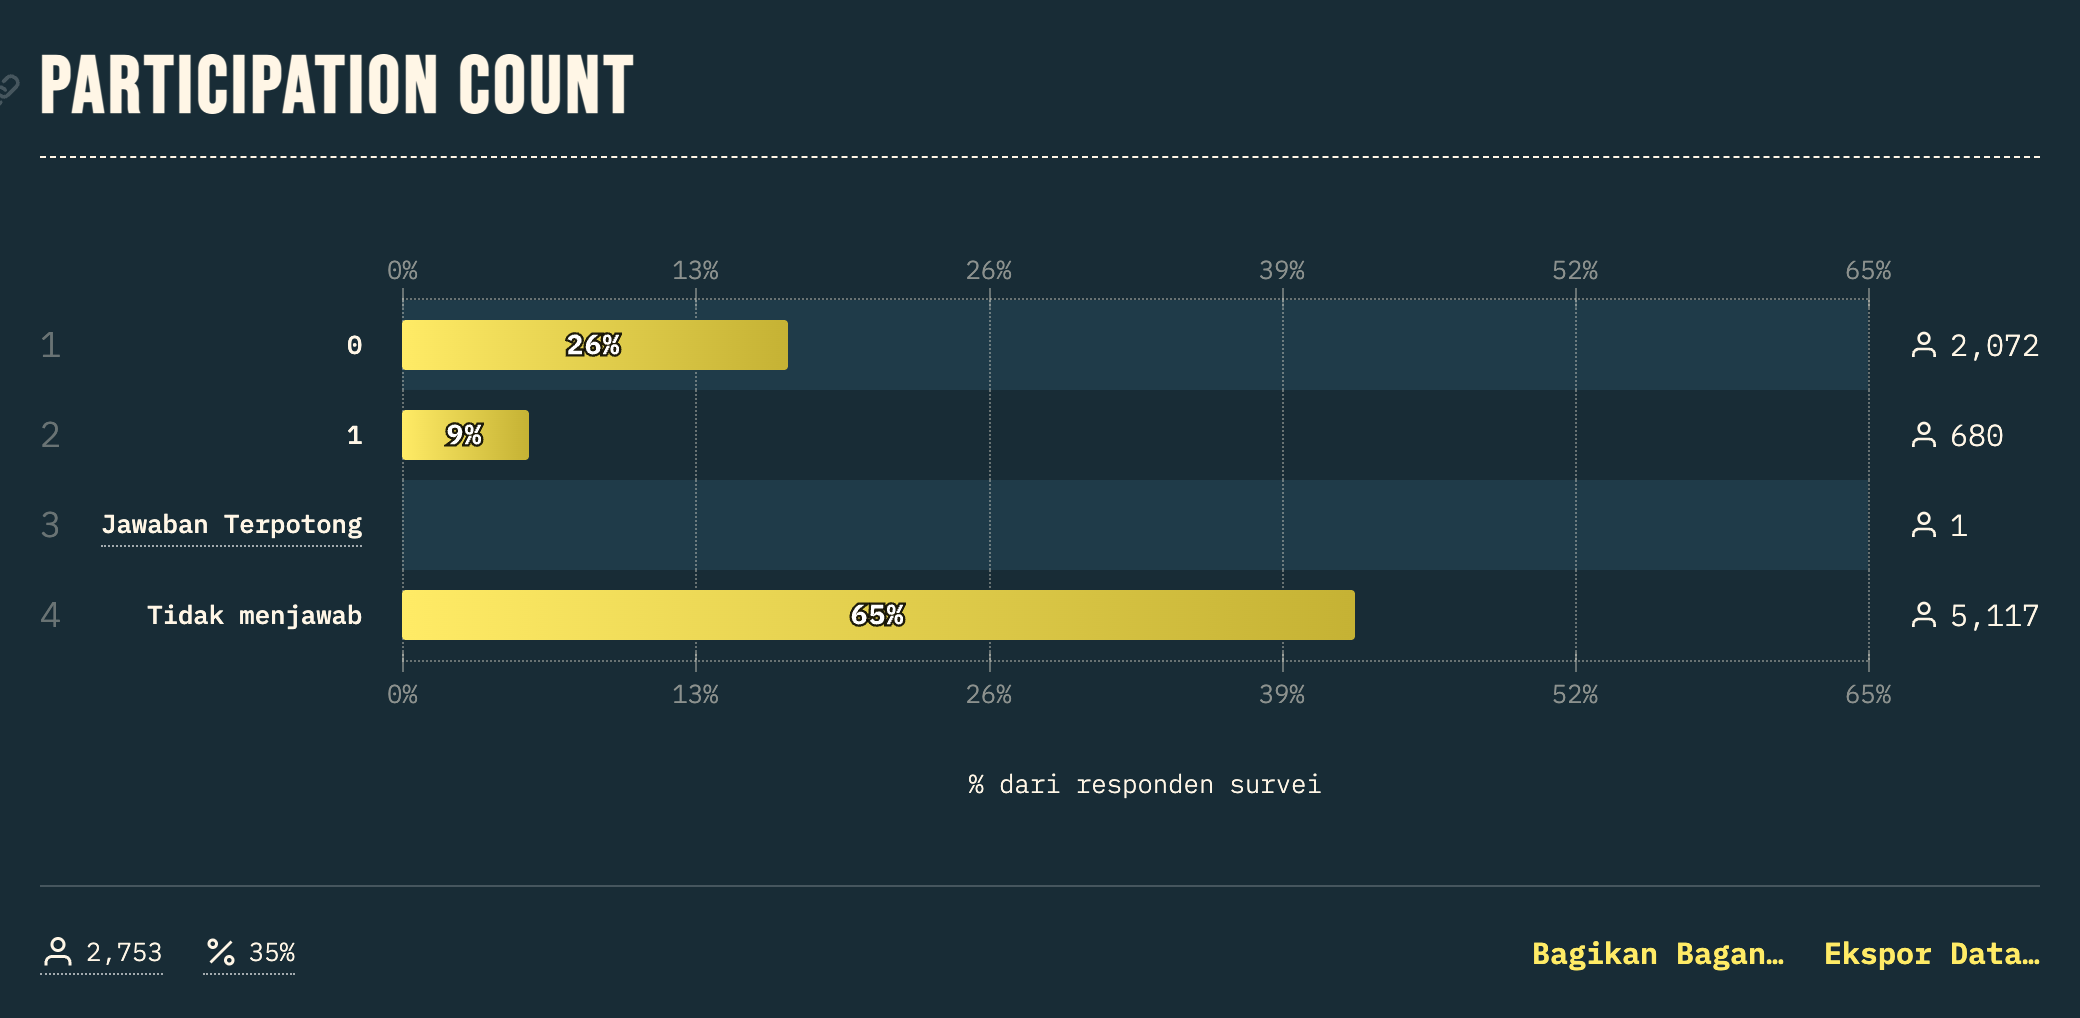 PARTICIPATION COUNT
0% 13% 26% 39% 52% 65%
1 0 26% 2,072
2 1 9% 680
3 Jawaban Terpotong 1
4 Tidak menjawab 65% 5,117
0% 13% 26% 39% 52% 65%
% dari responden survei
2,753 35% Bagikan Bagan… Ekspor Data…